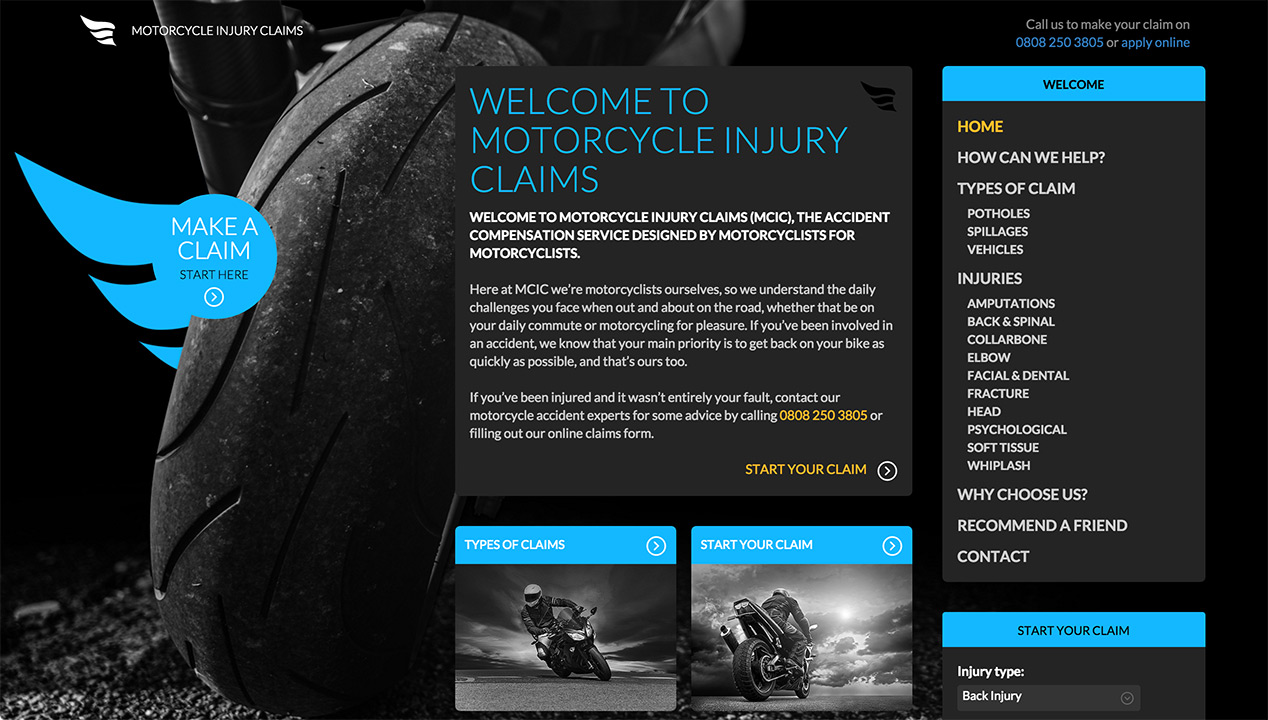 MOTORCYCLE INJURY CLAIMS
Call us to make your claim on
0808 250 3805 or apply online
MAKE A
CLAIM
START HERE
WELCOME TO
MOTORCYCLE INJURY
CLAIMS
WELCOME TO MOTORCYCLE INJURY CLAIMS (MCIC), THE ACCIDENT
COMPENSATION SERVICE DESIGNED BY MOTORCYCLISTS FOR
MOTORCYCLISTS.
Here at MCIC we're motorcyclists ourselves, so we understand the daily
challenges you face when out and about on the road, whether that be on
your daily commute or motorcycling for pleasure. If you've been involved in
an accident, we know that your main priority is to get back on your bike as
quickly as possible, and that's ours too.
If you've been injured and it wasn't entirely your fault, contact our
motorcycle accident experts for some advice by calling 0808 250 3805 or
filling out our online claims form.
START YOUR CLAIM
TYPES OF CLAIMS
START YOUR CLAIM
WELCOME
HOME
HOW CAN WE HELP?
TYPES OF CLAIM
POTHOLES
SPILLAGES
VEHICLES
INJURIES
AMPUTATIONS
BACK & SPINAL
COLLARBONE
ELBOW
FACIAL & DENTAL
FRACTURE
HEAD
PSYCHOLOGICAL
SOFT TISSUE
WHIPLASH
WHY CHOOSE US?
RECOMMEND A FRIEND
CONTACT
START YOUR CLAIM
Injury type:
Back Injury